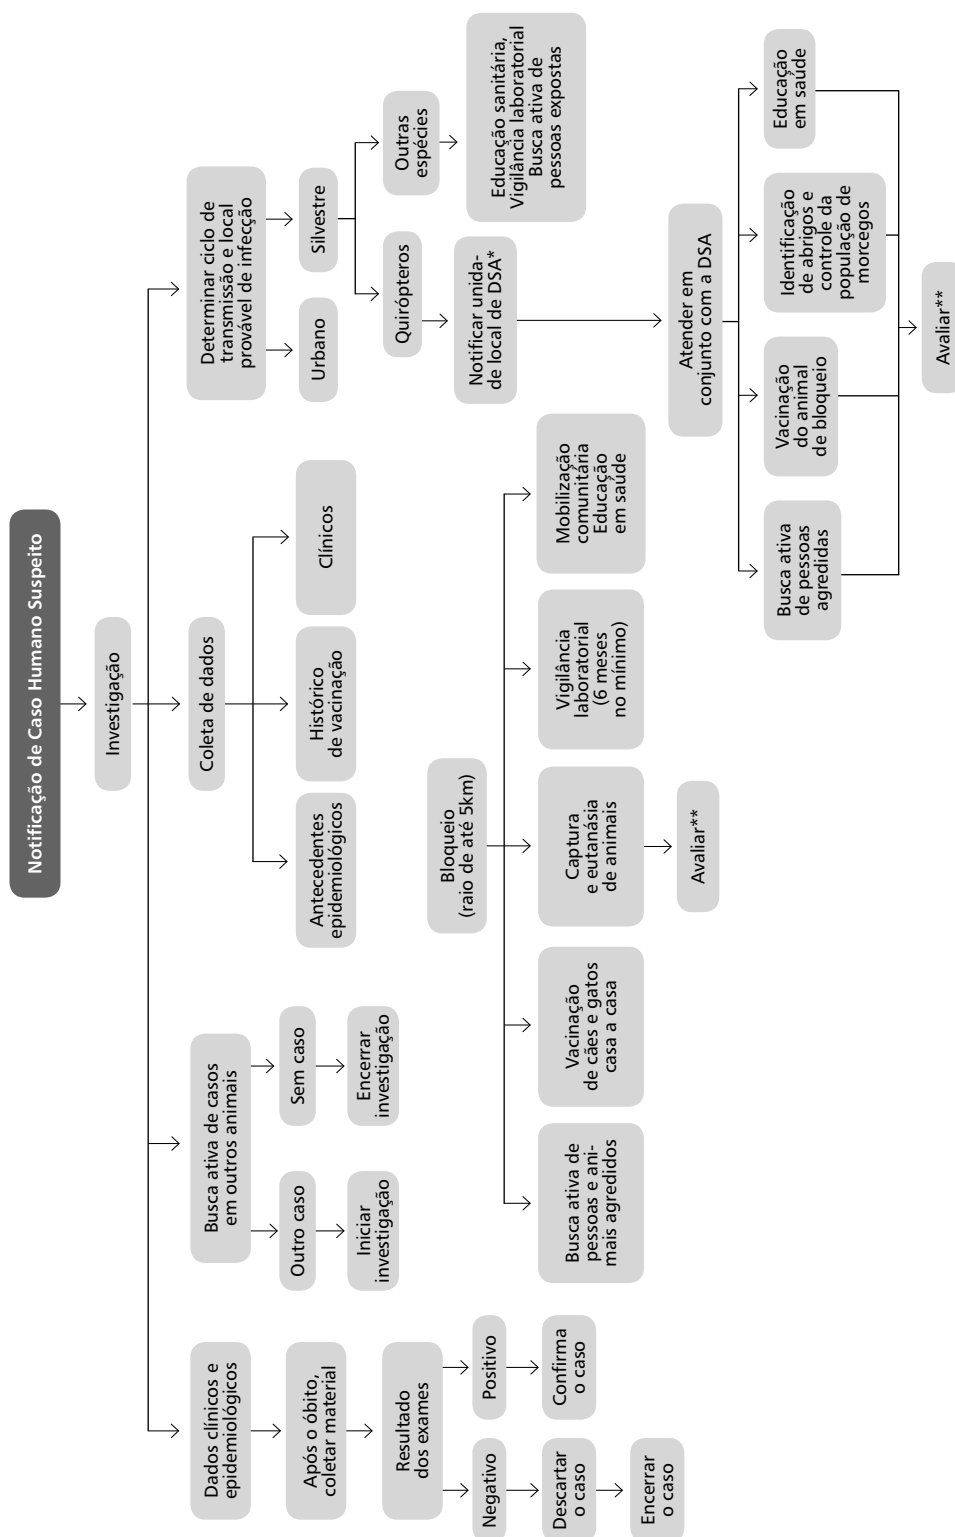 Notificação de Caso Humano Suspeito
Investigação
Dados clínicos e
epidemiológicos
Após o óbito,
coletar material
Resultado
dos exames
Negativo
Descartar
o caso
Encerrar
o caso
Positivo
Confirma
o caso
Busca ativa de casos
em outros animais
Outro caso
Iniciar
investigação
Sem caso
Encerrar
investigação
Coleta de dados
Antecedentes
epidemiológicos
Histórico
de vacinação
Clínicos
Determinar ciclo de
transmissão e local
provável de infecção
Urbano
Silvestre
Quirópteros
Outras
espécies
Notificar unida-
de local de DSA*
Educação sanitária,
Vigilância laboratorial
Busca ativa de
pessoas expostas
Bloqueio
(raio de até 5km)
Busca ativa de
pessoas e ani-
mais agredidos
Vacinação
de cães e gatos
casa a casa
Captura
e eutanásia
de animais
Avaliar**
Vigilância
laboratorial
(6 meses
no mínimo)
Mobilização
comunitária
Educação
em saúde
Atender em
conjunto com a DSA
Busca ativa
de pessoas
agredidas
Vacinação
do animal
de bloqueio
Identificação
de abrigos e
controle da
população de
morcegos
Educação
em saúde
Avaliar**